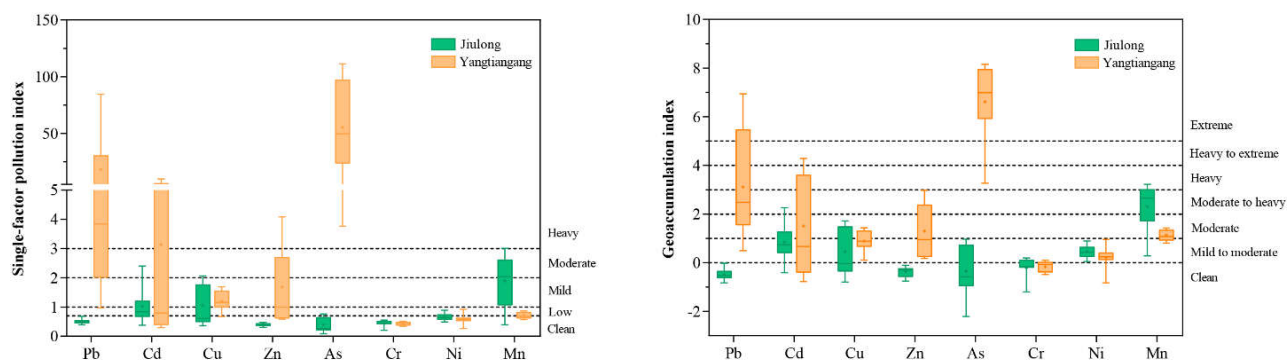 Single-factor pollution index
150
100
50
5
4
3
2
1
0
Jiulong
Yangtiangang
Heavy
Moderate
Mild
Low
Clean
Pb Cd Cu Zn As Cr Ni Mn
Geoaccumulation index
10
8
6
4
2
0
-2
Jiulong
Yangtiangang
Extreme
Heavy to extreme
Heavy
Moderate to heavy
Moderate
Mild to moderate
Clean
Pb Cd Cu Zn As Cr Ni Mn